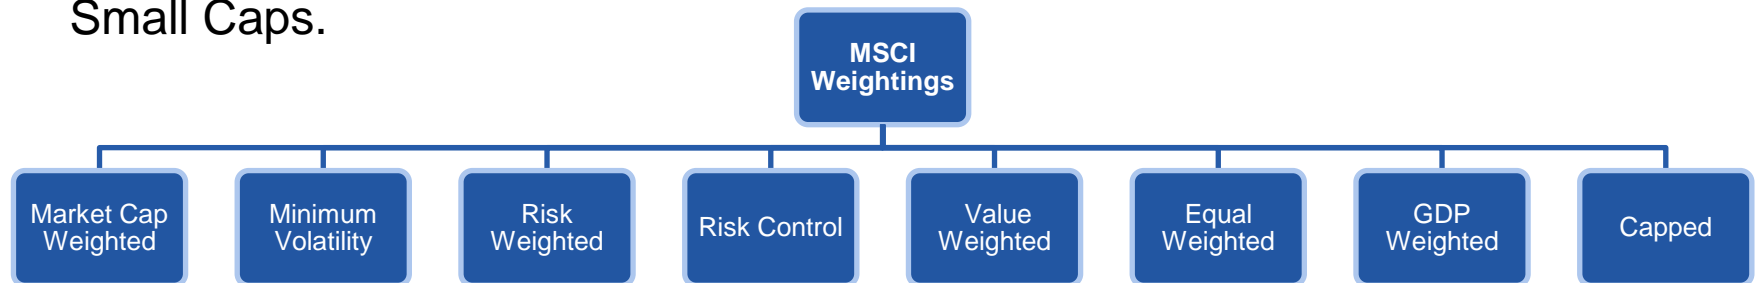 Small Caps.
MSCI
Weightings
Market Cap
Weighted
Minimum
Volatility
Risk
Weighted
Risk Control
Value
Weighted
Equal
Weighted
GDP
Weighted
Capped